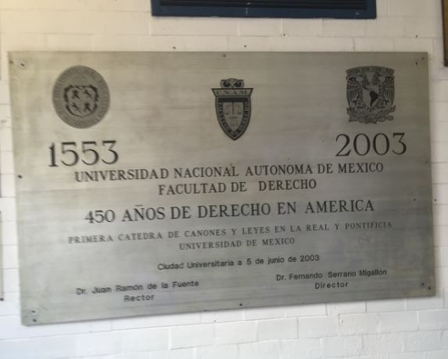 U.N.A.M
1553
2003
UNIVERSIDAD NACIONAL AUTONOMA DE MEXICO
FACULTAD DE DERECHO
450 AÑOS DE DERECHO EN AMERICA
PRIMERA CATEDRA DE CANONES Y LEYES EN LA REAL Y PONTIFICIA
UNIVERSIDAD DE MEXICO
Ciudad Universitaria a 5 de junio de 2003
Dr. Juan Ramón de la Fuente
Rector
Dr. Fernando Serrano Migallón
Director